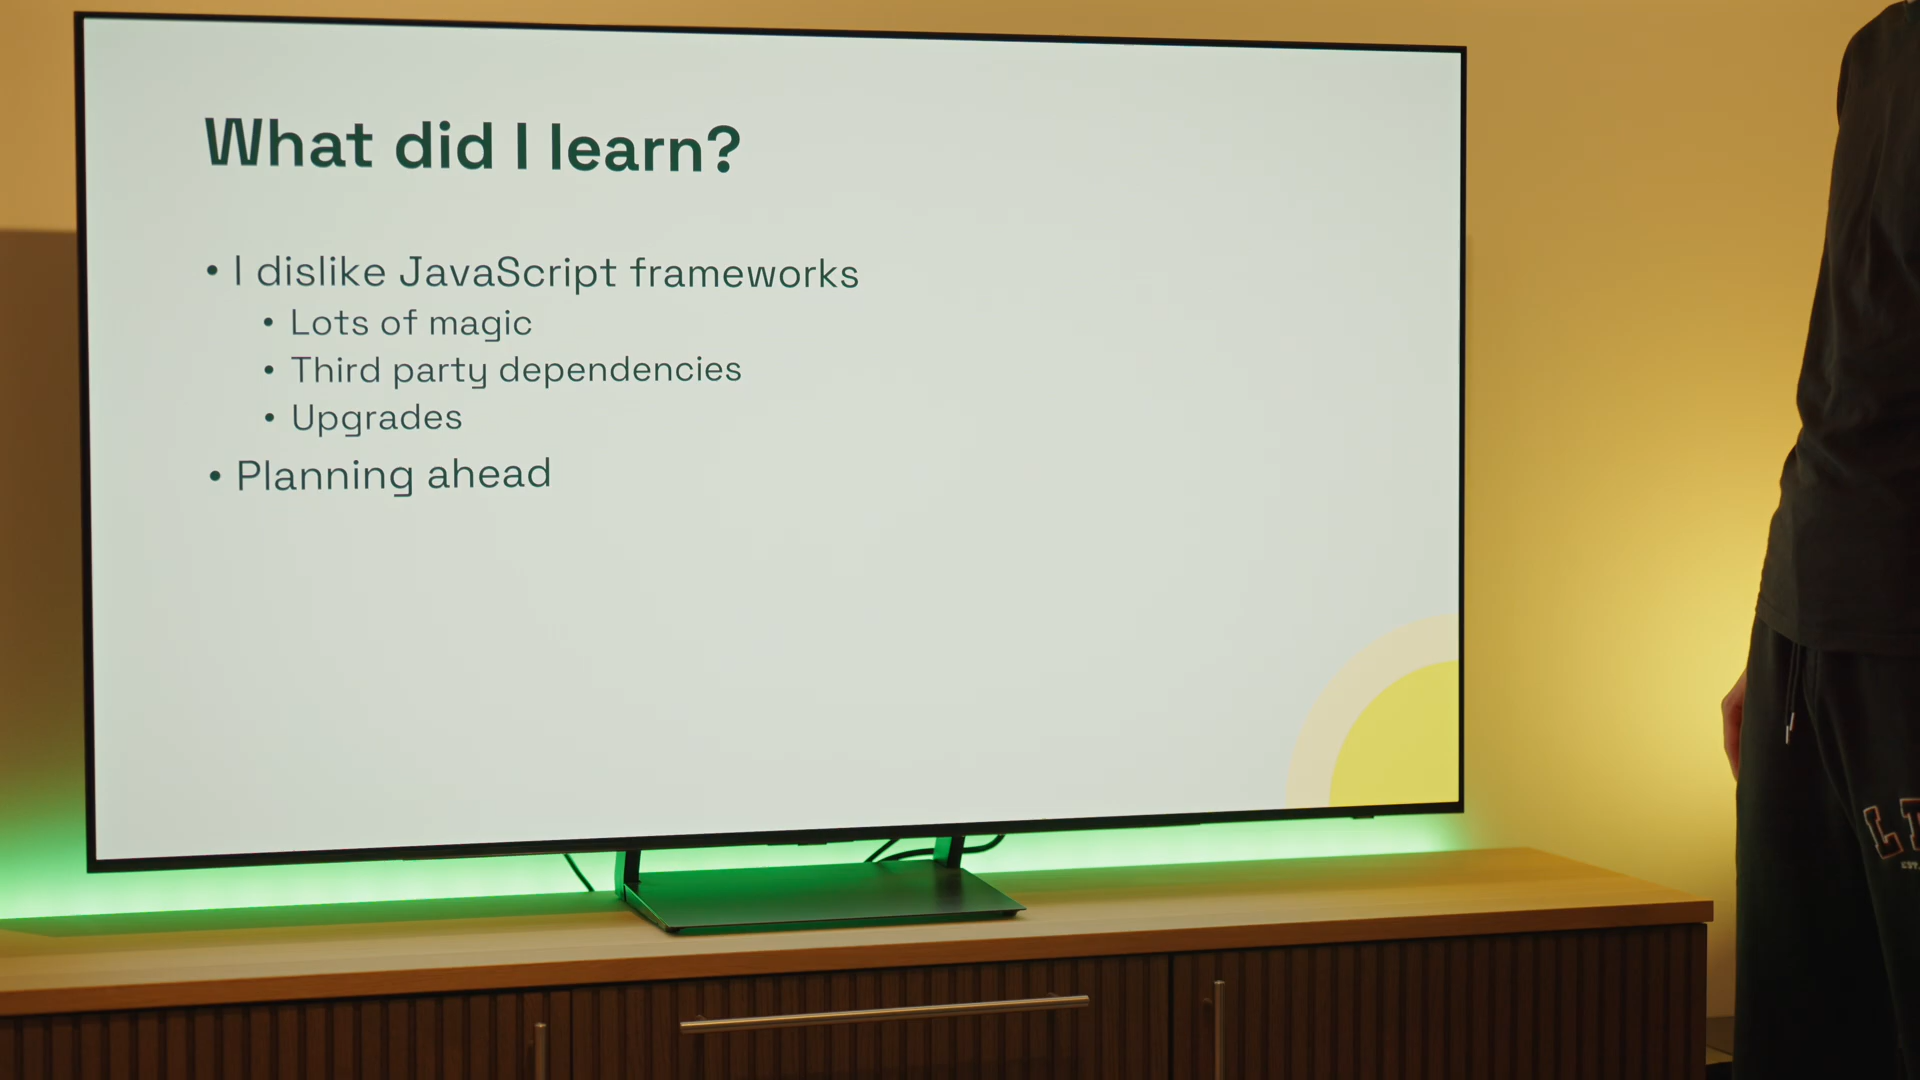 What did I learn?
• I dislike JavaScript frameworks
• Lots of magic
• Third party dependencies
• Upgrades
• Planning ahead